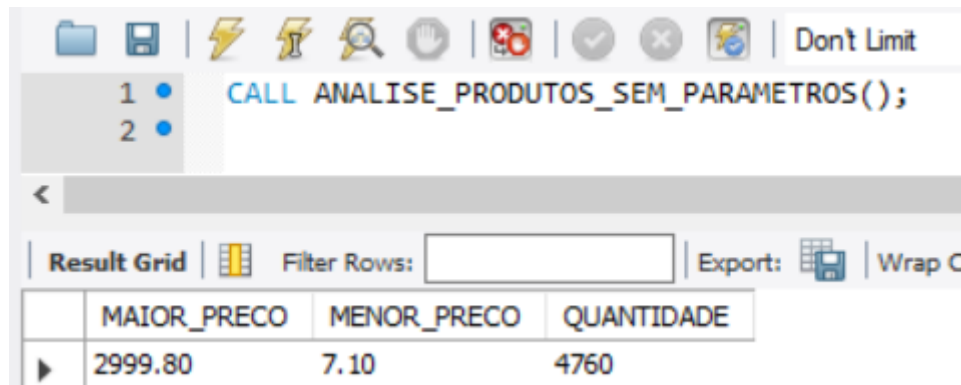 Don't Limit
1 CALL ANALISE_PRODUTOS_SEM_PARAMETROS();
2
Result Grid Filter Rows: Export: Wrap C
MAIOR_PRECO MENOR_PRECO QUANTIDADE
2999.80 7.10 4760